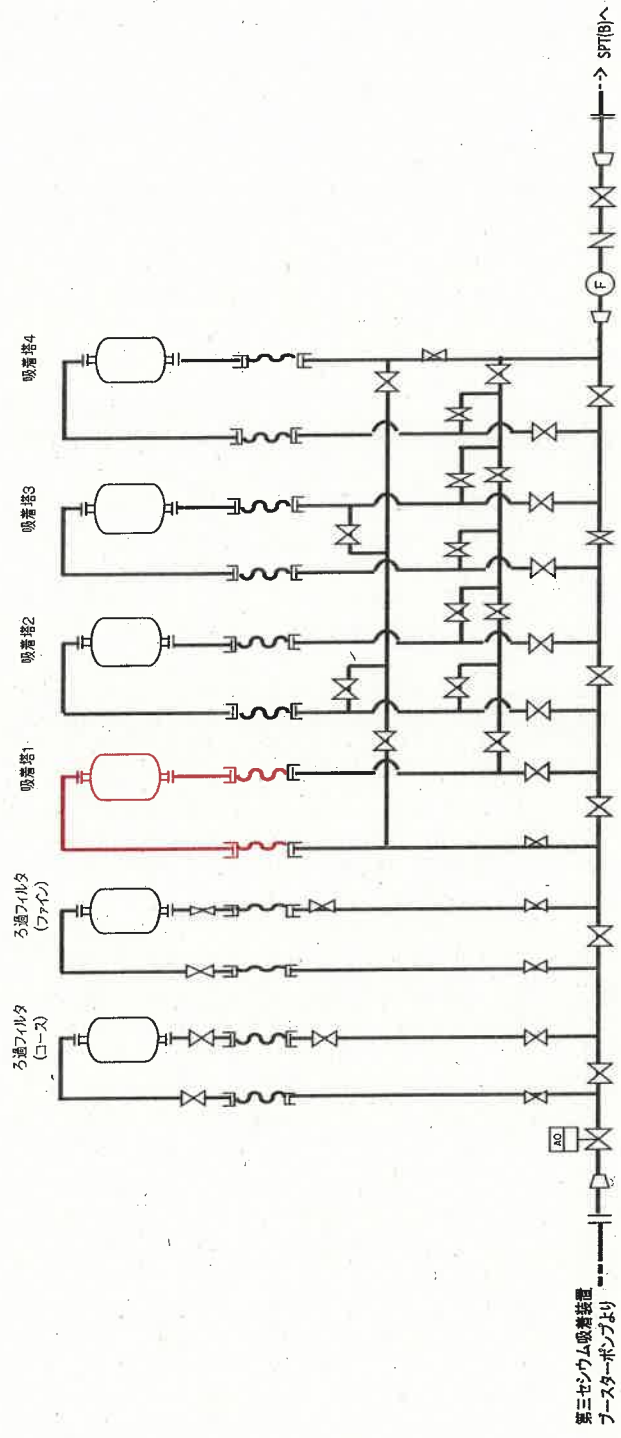 ろ過フィルタ
(コース)
ろ過フィルタ
(ファイン)
吸着塔1
吸着塔2
吸着塔3
吸着塔4
AO
F
第三セシウム吸着装置
ブースターポンプより
SPT(B)へ